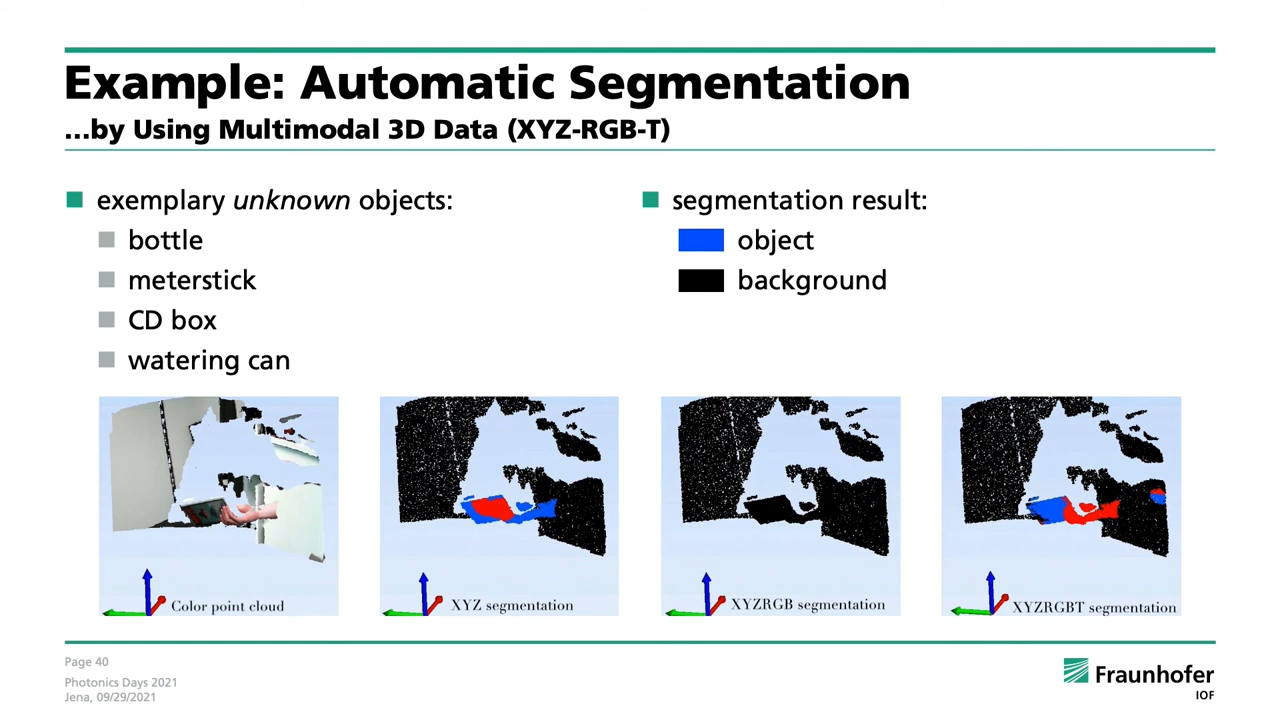 Example: Automatic Segmentation
...by Using Multimodal 3D Data (XYZ-RGB-T)
exemplary unknown objects:
bottle
meterstick
CD box
watering can
segmentation result:
object
background
Color point cloud
XYZ segmentation
XYZRGB segmentation
XYZRGBT segmentation
Page 40
Photonics Days 2021
Jena, 09/29/2021
Fraunhofer
IOF